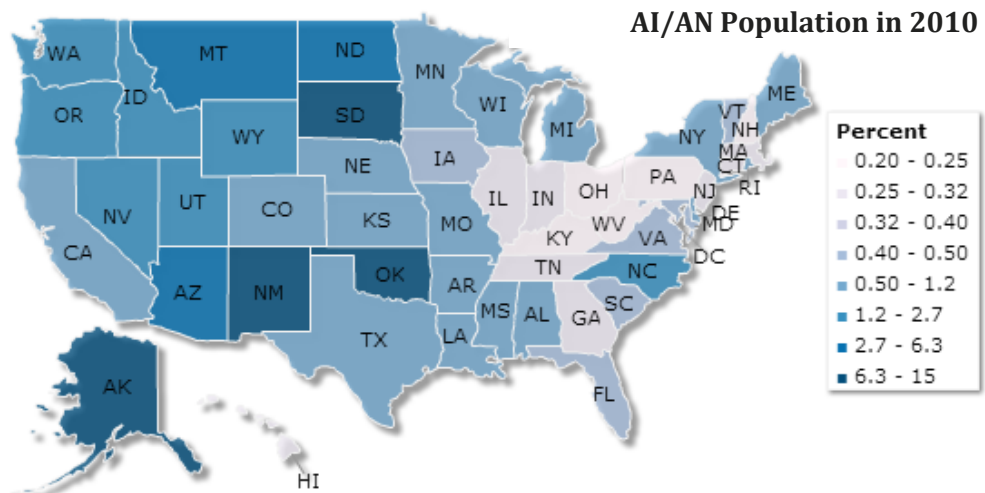 AI/AN Population in 2010
WA
MT
ND
MN
ME
ID
OR
SD
WI
VT
MI
NY
NH
WY
MA
IA
NE
CT
PA
RI
NV
UT
CO
IL
IN
OH
NJ
KS
MO
WV
DE
MD
CA
KY
VA
DC
TN
NC
AZ
NM
OK
AR
SC
MS
AL
GA
TX
LA
AK
FL
HI
Percent
0.20 - 0.25
0.25 - 0.32
0.32 - 0.40
0.40 - 0.50
0.50 - 1.2
1.2 - 2.7
2.7 - 6.3
6.3 - 15